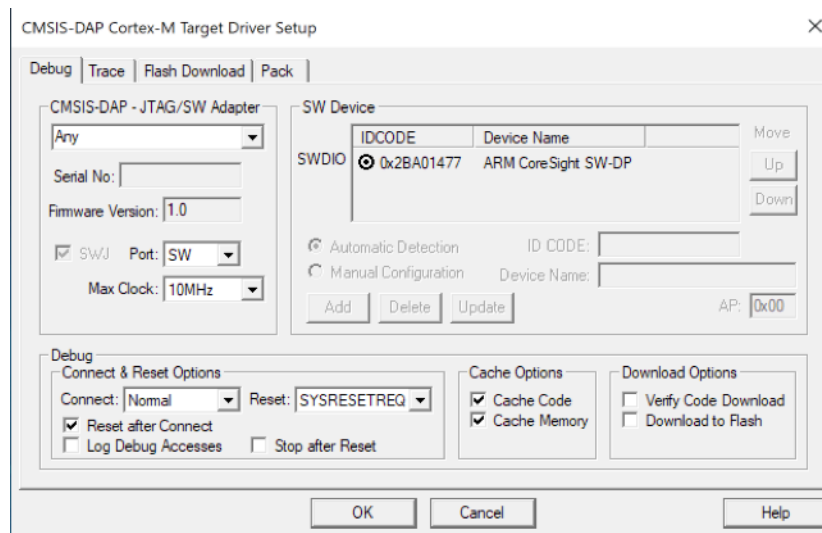 CMSIS-DAP Cortex-M Target Driver Setup
Debug Trace Flash Download Pack
CMSIS-DAP - JTAG/SW Adapter
Any
Serial No:
Firmware Version: 1.0
SWJ Port: SW
Max Clock: 10MHz
SW Device
IDCODE Device Name
SWDIO 0x2BA01477 ARM CoreSight SW-DP
Move
Up
Down
Automatic Detection ID CODE:
Manual Configuration Device Name:
Add Delete Update AP: 0x00
Debug
Connect & Reset Options
Connect: Normal Reset: SYSRESETREQ
Reset after Connect
Log Debug Accesses Stop after Reset
Cache Options
Cache Code
Cache Memory
Download Options
Verify Code Download
Download to Flash
OK Cancel Help